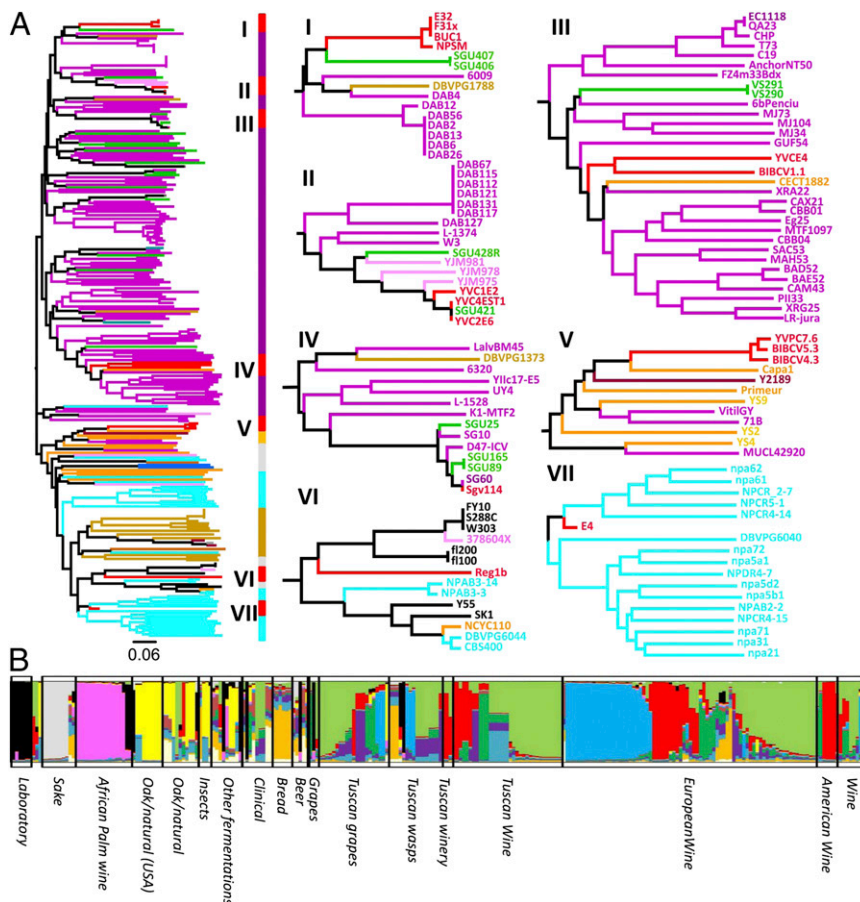 A
I
II
III
IV
V
VI
VII
0.06
I
E32
F31x
BUC1
NPSM
SGU407
SGU406
6009
DBVPG1788
DAB4
DAB12
DAB56
DAB2
DAB13
DAB6
DAB26
II
DAB67
DAB115
DAB112
DAB121
DAB131
DAB117
DAB127
L-1374
W3
SGU428R
YJM981
YJM978
YJM975
YVC1E2
YVC4EST1
SGU421
YVC2E6
III
EC1118
QA23
CHP
T73
C19
AnchorNT50
FZ4m33Bdx
VS291
VS290
6bPenciu
MJ73
MJ104
MJ34
GUF54
YVCE4
BIBCV1.1
CECT1882
XRA22
CAX21
CBB01
Eg25
MTF1097
CBB04
SAC53
MAH53
BAD52
BAE52
CAM43
PII33
XRG25
LR-jura
IV
LalvBM45
DBVPG1373
6320
YIIc17-E5
UY4
L-1528
K1-MTF2
SGU25
SG10
D47-ICV
SGU165
SGU89
SG60
Sgv114
V
YVPC7.6
BIBCV5.3
BIBCV4.3
Capa1
Y2189
Primeur
YS9
VitilGY
71B
YS2
YS4
MUCL42920
VI
FY10
S288C
W303
378604X
fl200
fl100
Reg1b
NPAB3-14
NPAB3-3
Y55
SK1
NCYC110
DBVPG6044
CBS400
VII
npa62
npa61
NPCR_2-7
NPCR5-1
NPCR4-14
E4
DBVPG6040
npa72
npa5a1
NPDR4-7
npa5d2
npa5b1
NPAB2-2
NPCR4-15
npa71
npa31
npa21
B
Laboratory
Sake
African Palm wine
Oak/natural (USA)
Oak/natural
Insects
Other fermentations
Clinical
Bread
Beer
Grapes
Tuscan grapes
Tuscan wasps
Tuscan winery
Tuscan Wine
EuropeanWine
American Wine
Wine